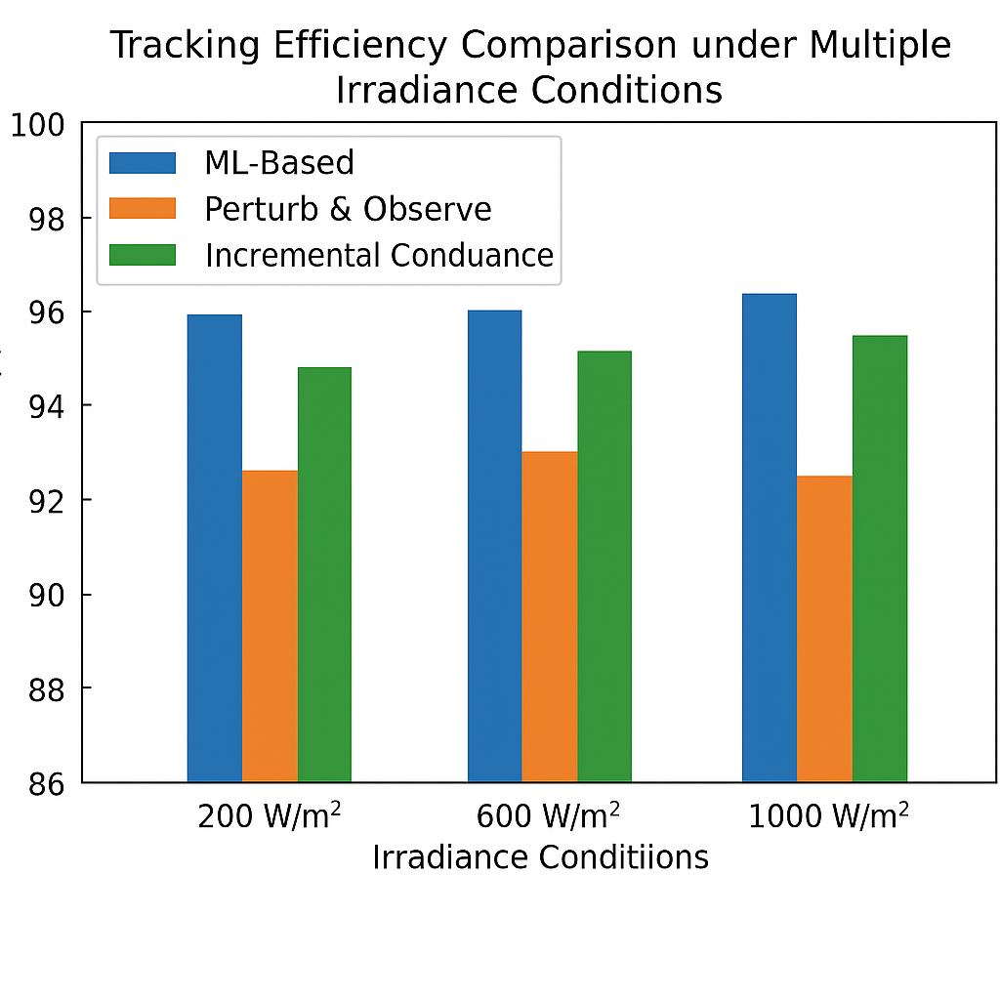 Tracking Efficiency Comparison under Multiple
Irradiance Conditions
100
98
96
94
92
90
88
86
ML-Based
Perturb & Observe
Incremental Conduance
200 W/m²
600 W/m²
1000 W/m²
Irradiance Conditiions